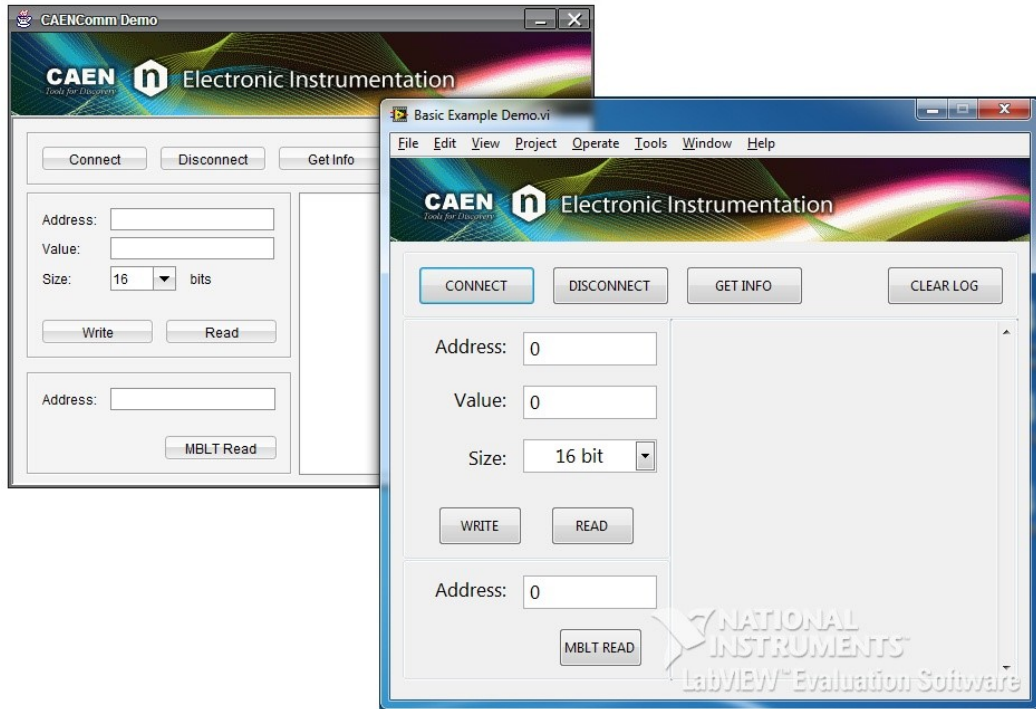 CAENComm Demo
CAEN n Electronic Instrumentation
Tools for Discovery
Connect Disconnect Get Info
Address:
Value:
Size: 16 bits
Write Read
Address:
MBLT Read
Basic Example Demo.vi
File Edit View Project Operate Tools Window Help
CAEN n Electronic Instrumentation
Tools for Discovery
CONNECT DISCONNECT GET INFO CLEAR LOG
Address: 0
Value: 0
Size: 16 bit
WRITE READ
Address: 0
MBLT READ
NATIONAL
INSTRUMENTS™
LabVIEW™ Evaluation Software